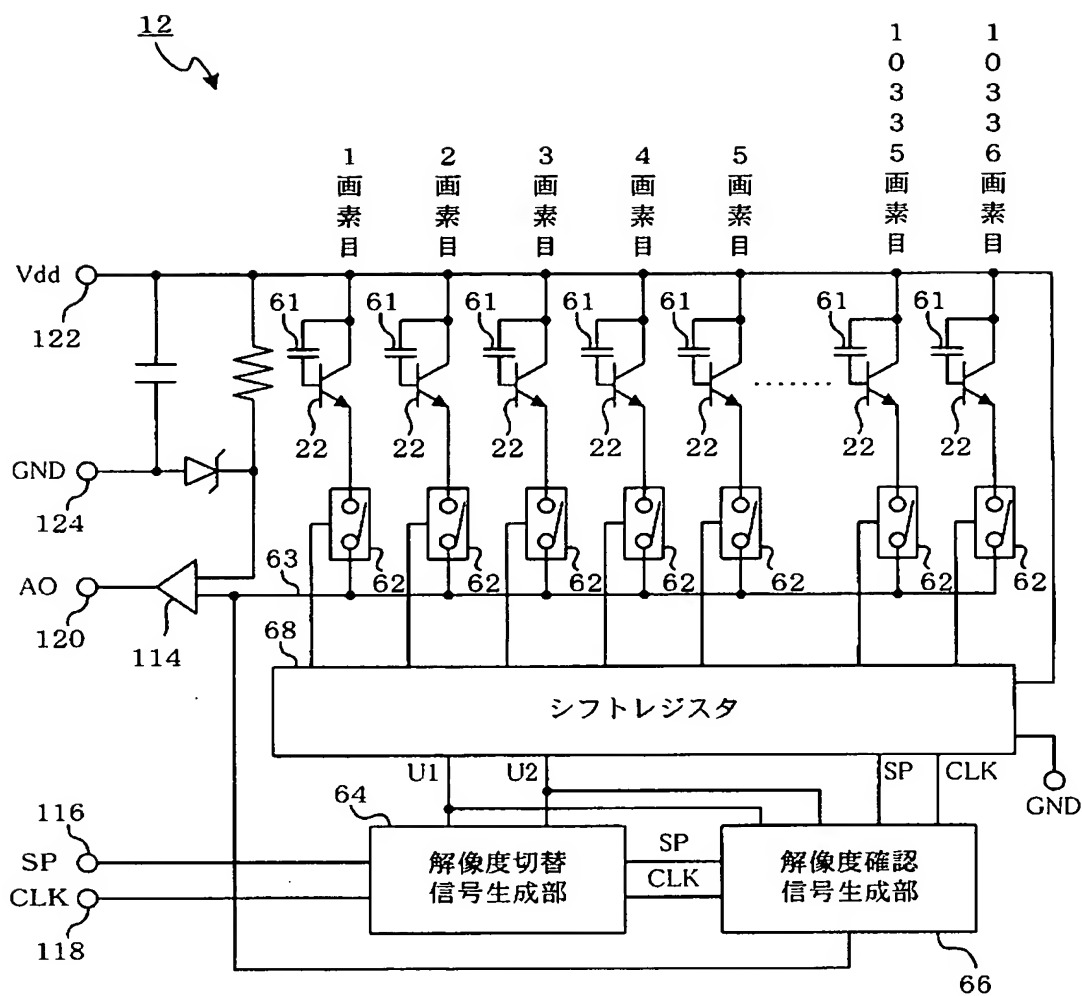 12
1画素目
2画素目
3画素目
4画素目
5画素目
10335画素目
10336画素目
Vdd
122
61
61
61
61
61
61
61
22
22
22
22
22
22
22
GND
124
62
62
62
62
62
62
62
AO
120
114
63
68
シフトレジスタ
U1
U2
SP
CLK
GND
64
116
SP
CLK
118
解像度切替
信号生成部
SP
CLK
解像度確認
信号生成部
66